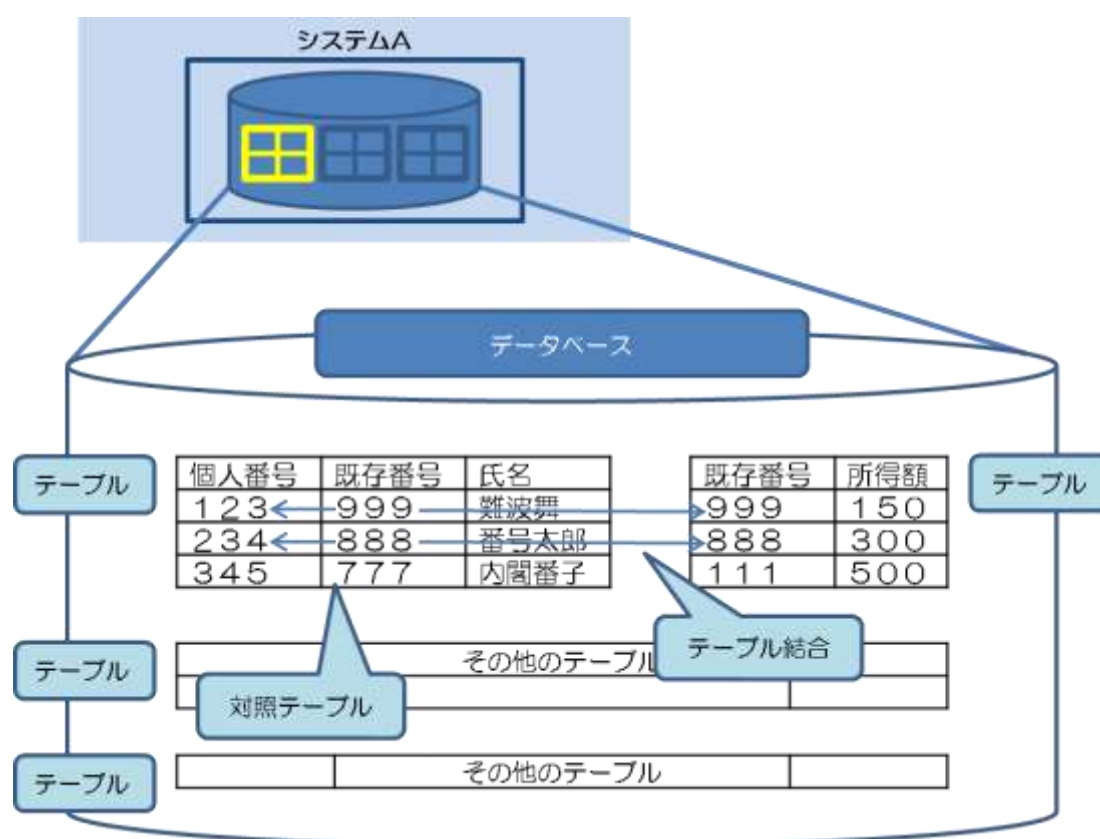 システムA
データベース
テーブル
個人番号 既存番号 氏名
123 999 難波舞
234 888 番号太郎
345 777 内閣番子
既存番号 所得額
999 150
888 300
111 500
テーブル
テーブル結合
テーブル
その他のテーブル
対照テーブル
テーブル
その他のテーブル